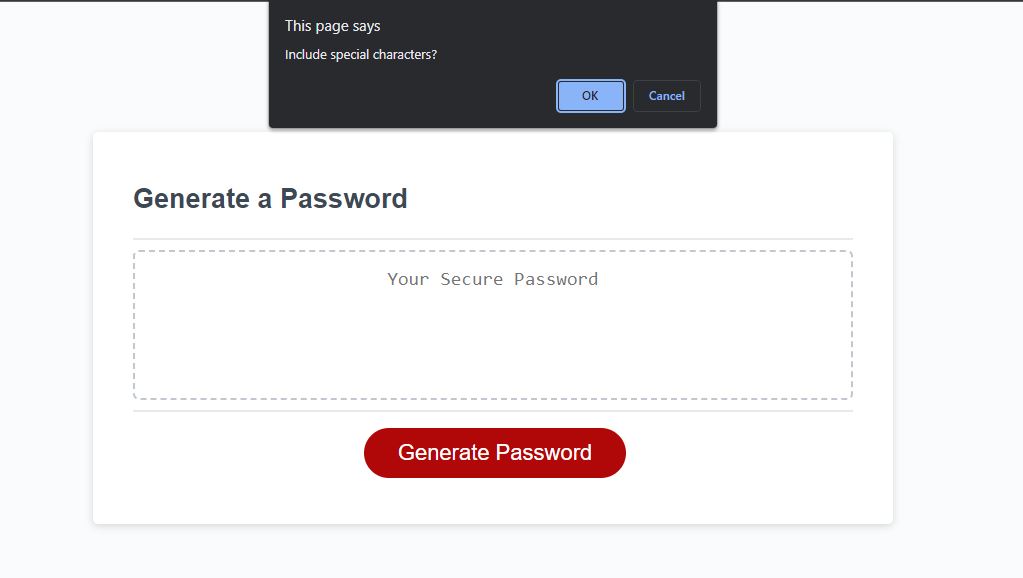 This page says
Include special characters?
OK
Cancel
Generate a Password
Your Secure Password
Generate Password